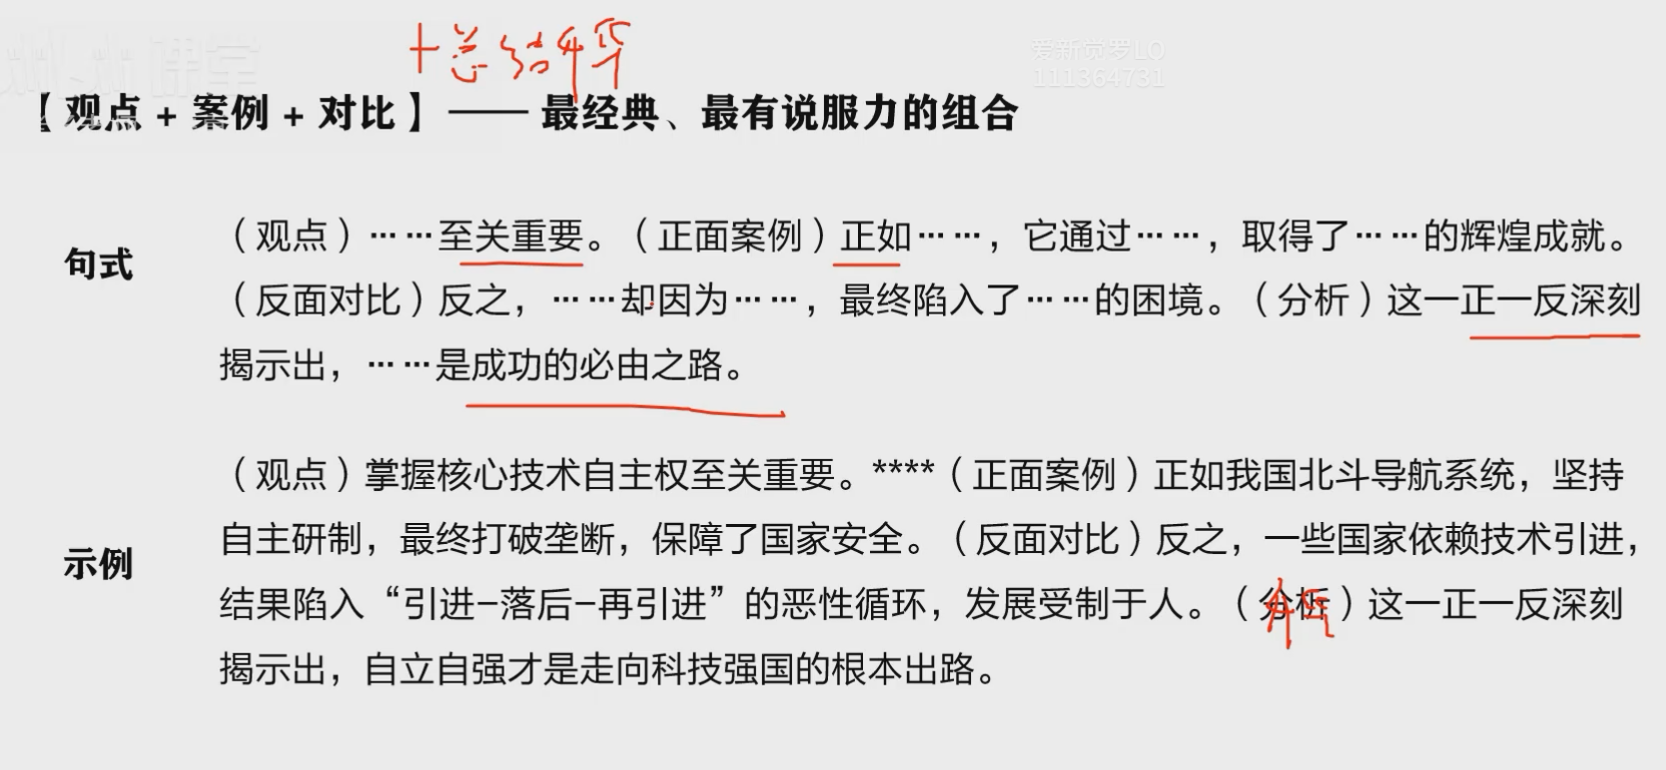 十总结升华
爱新觉罗LO
111364731
课堂
【观点 + 案例 + 对比】—— 最经典、最有说服力的组合
句式
（观点）……至关重要。（正面案例）正如……，它通过……，取得了……的辉煌成就。
（反面对比）反之，……却因为……，最终陷入了……的困境。（分析）这一正一反深刻
揭示出，……是成功的必由之路。
示例
（观点）掌握核心技术自主权至关重要。****（正面案例）正如我国北斗导航系统，坚持
自主研制，最终打破垄断，保障了国家安全。（反面对比）反之，一些国家依赖技术引进，
结果陷入“引进–落后–再引进”的恶性循环，发展受制于人。（分析）这一正一反深刻
揭示出，自立自强才是走向科技强国的根本出路。